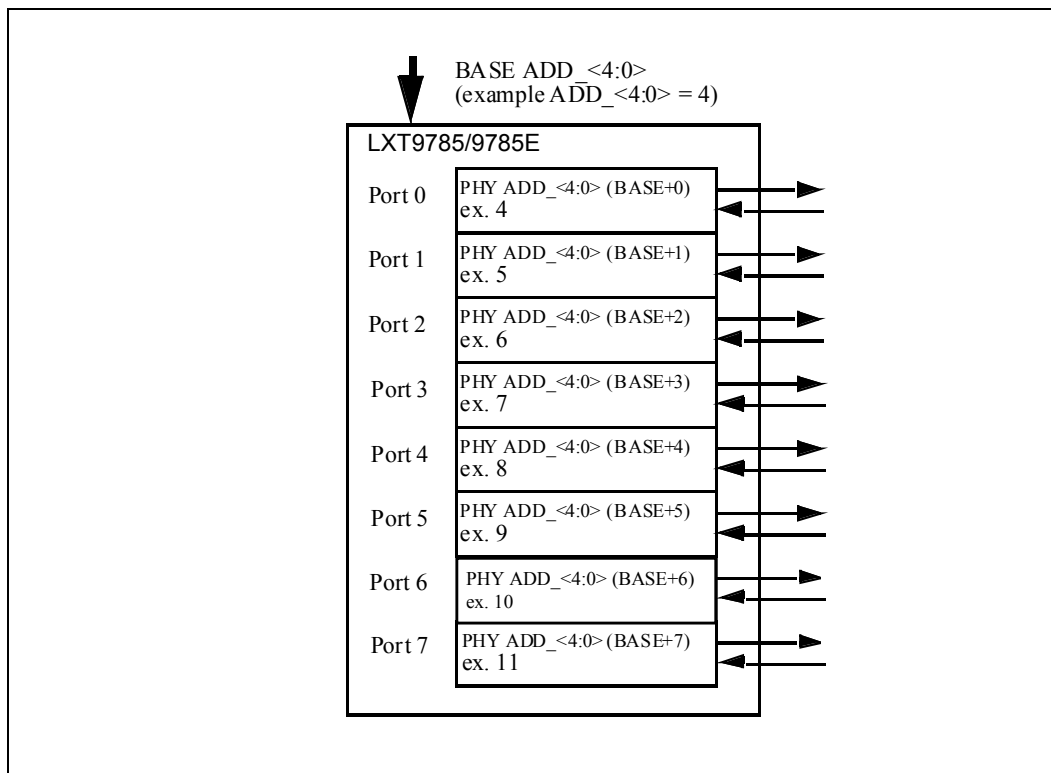 BASE ADD_<4:0>
(example ADD_<4:0> = 4)
LXT9785/9785E
Port 0
PHY ADD_<4:0> (BASE+0)
ex. 4
Port 1
PHY ADD_<4:0> (BASE+1)
ex. 5
Port 2
PHY ADD_<4:0> (BASE+2)
ex. 6
Port 3
PHY ADD_<4:0> (BASE+3)
ex. 7
Port 4
PHY ADD_<4:0> (BASE+4)
ex. 8
Port 5
PHY ADD_<4:0> (BASE+5)
ex. 9
Port 6
PHY ADD_<4:0> (BASE+6)
ex. 10
Port 7
PHY ADD_<4:0> (BASE+7)
ex. 11